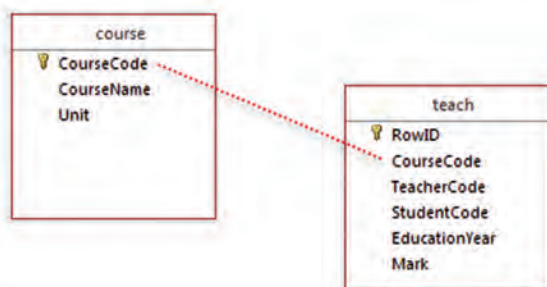 course
CourseCode
CourseName
Unit
teach
RowID
CourseCode
TeacherCode
StudentCode
EducationYear
Mark